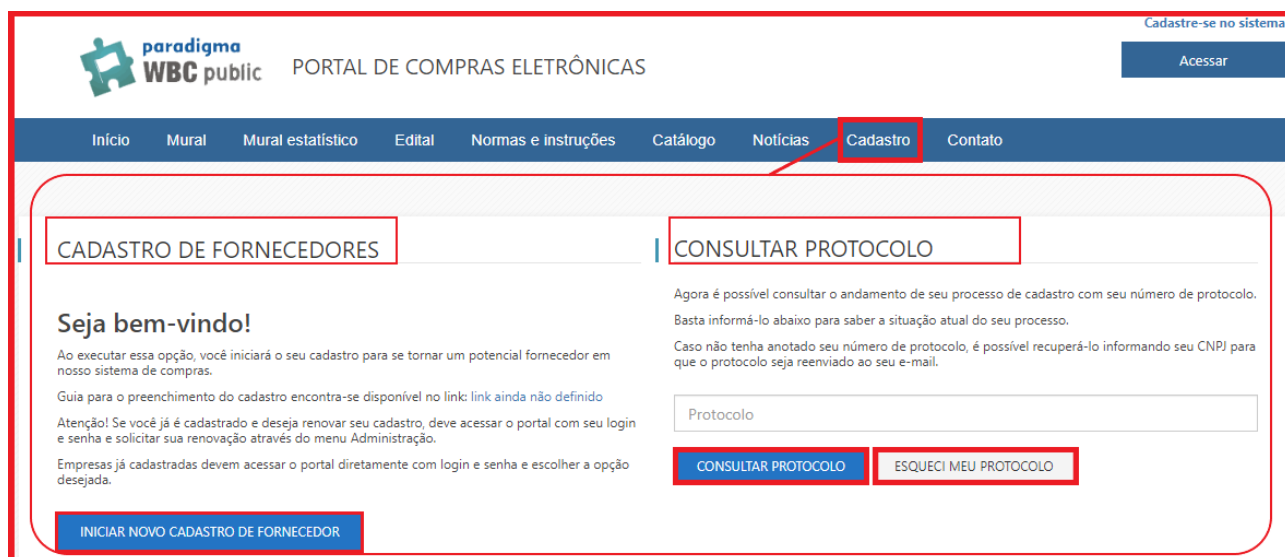 Cadastre-se no sistema
paradigma
WBC public
PORTAL DE COMPRAS ELETRÔNICAS
Acessar
Início Mural Mural estatístico Edital Normas e instruções Catálogo Notícias Cadastro Contato
CADASTRO DE FORNECEDORES
Seja bem-vindo!
Ao executar essa opção, você iniciará o seu cadastro para se tornar um potencial fornecedor em
nosso sistema de compras.
Guia para o preenchimento do cadastro encontra-se disponível no link: link ainda não definido
Atenção! Se você já é cadastrado e deseja renovar seu cadastro, deve acessar o portal com seu login
e senha e solicitar sua renovação através do menu Administração.
Empresas já cadastradas devem acessar o portal diretamente com login e senha e escolher a opção
desejada.
INICIAR NOVO CADASTRO DE FORNECEDOR
CONSULTAR PROTOCOLO
Agora é possível consultar o andamento de seu processo de cadastro com seu número de protocolo.
Basta informá-lo abaixo para saber a situação atual do seu processo.
Caso não tenha anotado seu número de protocolo, é possível recuperá-lo informando seu CNPJ para
que o protocolo seja reenviado ao seu e-mail.
Protocolo
CONSULTAR PROTOCOLO
ESQUECI MEU PROTOCOLO